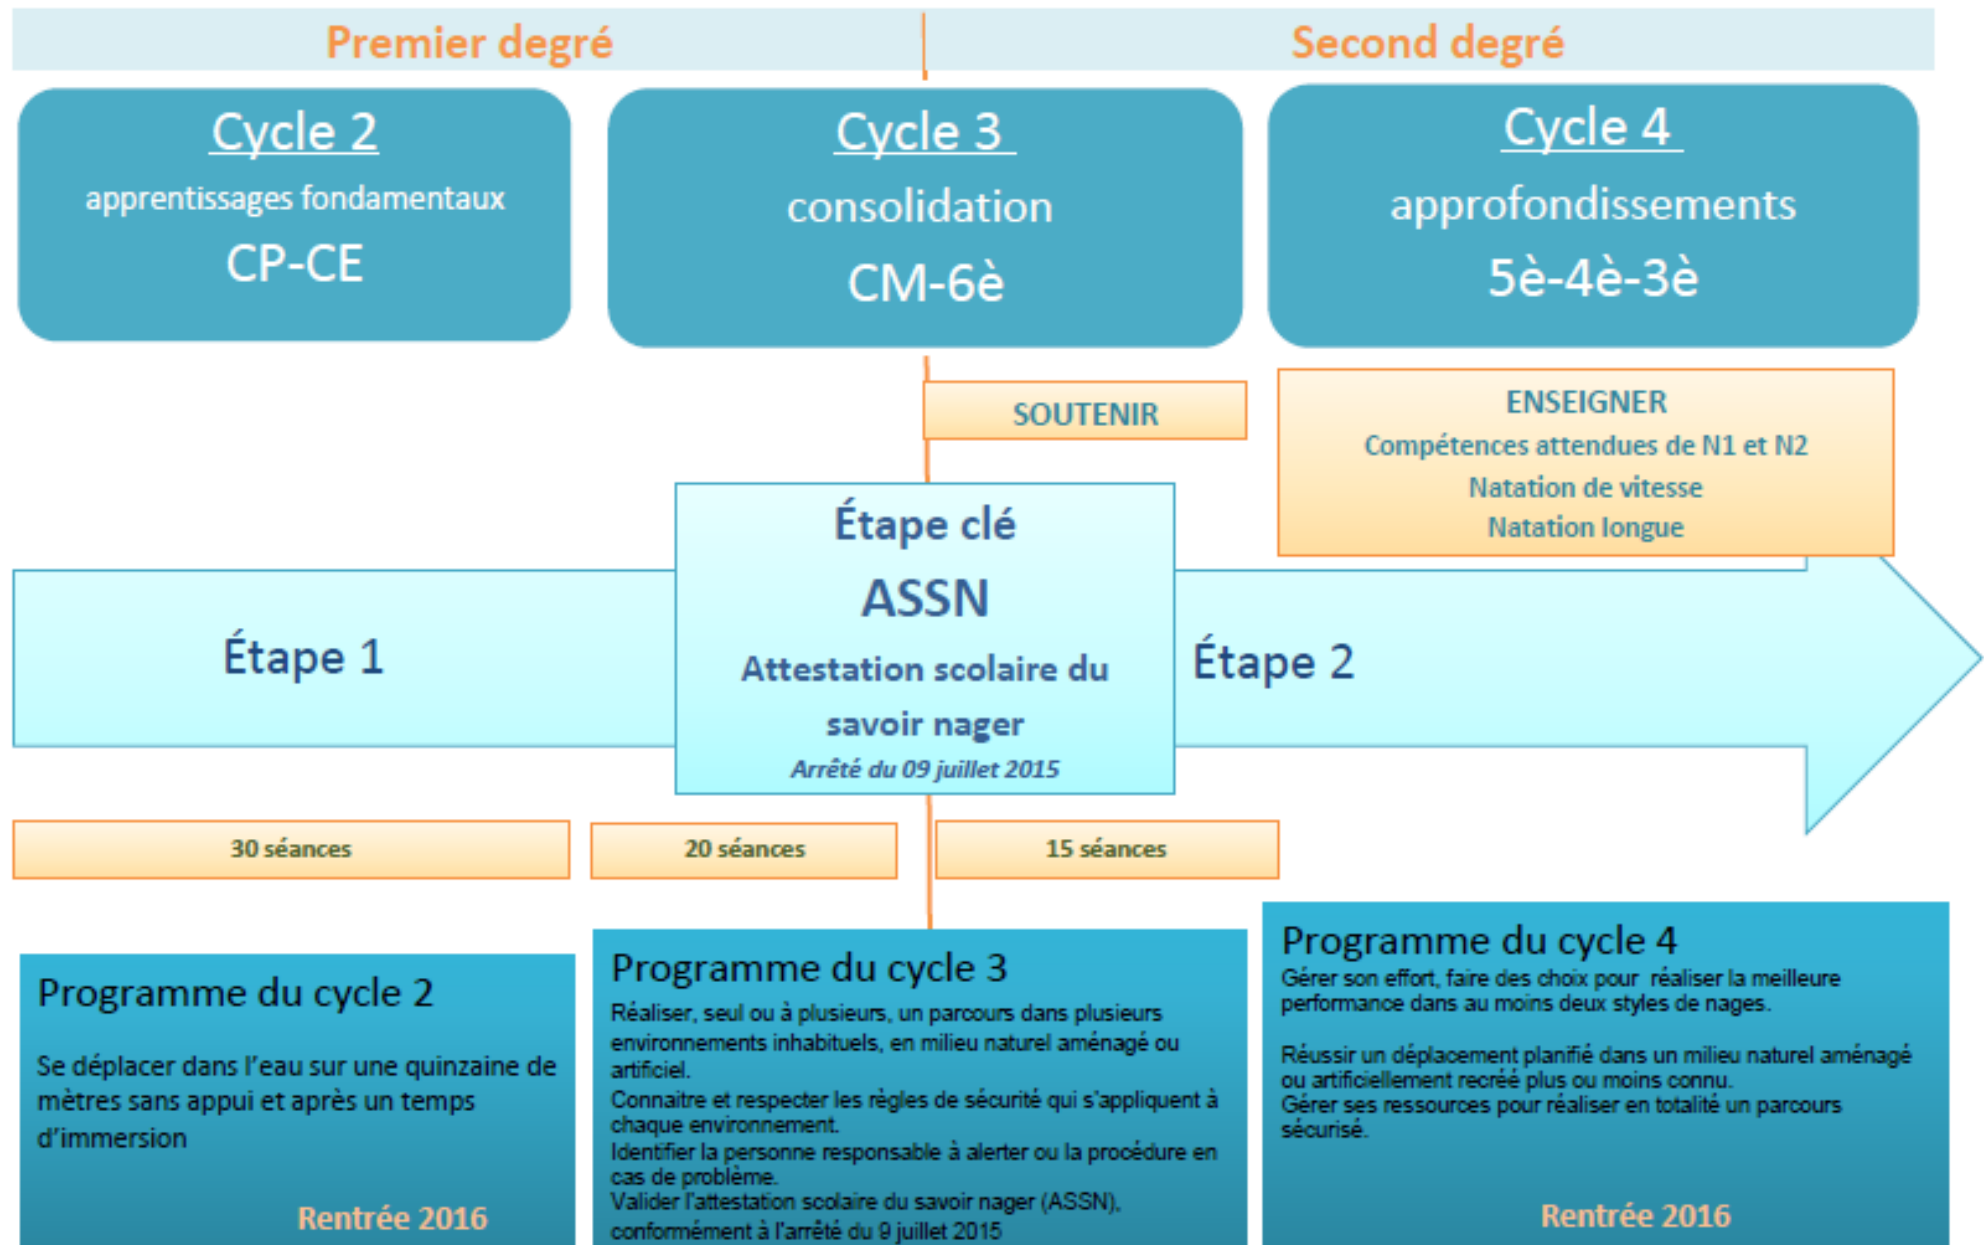 Premier degré
Second degré
Cycle 2
apprentissages fondamentaux
CP-CE
Cycle 3
consolidation
CM-6è
Cycle 4
approfondissements
5è-4è-3è
SOUTENIR
ENSEIGNER
Compétences attendues de N1 et N2
Natation de vitesse
Natation longue
Étape 1
Étape clé
ASSN
Attestation scolaire du
savoir nager
Arrêté du 09 juillet 2015
Étape 2
30 séances
20 séances
15 séances
Programme du cycle 2
Se déplacer dans l'eau sur une quinzaine de
mètres sans appui et après un temps
d'immersion
Rentrée 2016
Programme du cycle 3
Réaliser, seul ou à plusieurs, un parcours dans plusieurs
environnements inhabituels, en milieu naturel aménagé ou
artificiel.
Connaitre et respecter les règles de sécurité qui s'appliquent à
chaque environnement.
Identifier la personne responsable à alerter ou la procédure en
cas de problème.
Valider l'attestation scolaire du savoir nager (ASSN),
conformément à l'arrêté du 9 juillet 2015
Programme du cycle 4
Gérer son effort, faire des choix pour réaliser la meilleure
performance dans au moins deux styles de nages.
Réussir un déplacement planifié dans un milieu naturel aménagé
ou artificiellement recréé plus ou moins connu.
Gérer ses ressources pour réaliser en totalité un parcours
sécurisé.
Rentrée 2016